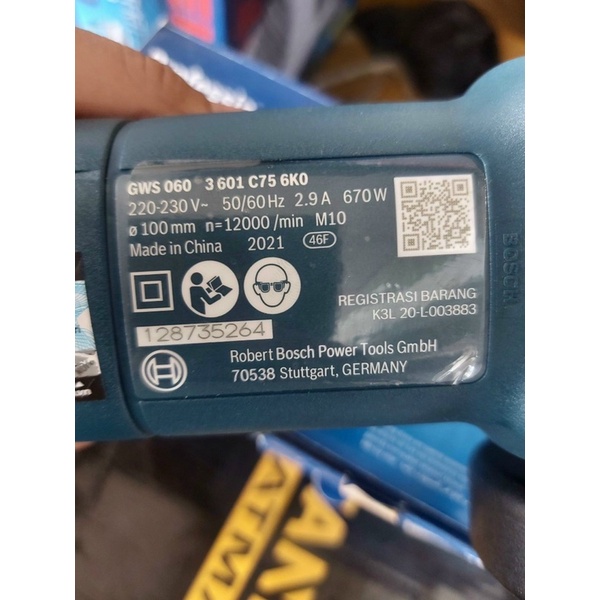 GWS 060 3 601 C75 6K0
220-230 V~ 50/60 Hz 2.9 A 670 W
ø 100 mm n=12000 /min M10
Made in China 2021 46F
REGISTRASI BARANG
K3L 20-L-003883
128735264
Robert Bosch Power Tools GmbH
70538 Stuttgart, GERMANY
BOSCH